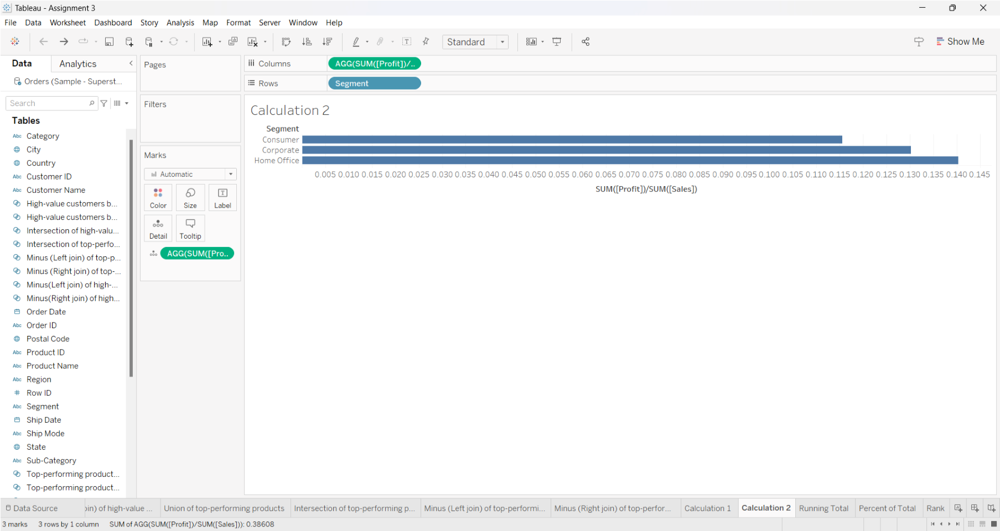 Tableau - Assignment 3
File Data Worksheet Dashboard Story Analysis Map Format Server Window Help
Standard
Show Me
Data Analytics
Orders (Sample - Superst...
Search
Tables
Abc Category
City
Country
Abc Customer ID
Abc Customer Name
High-value customers b...
High-value customers b...
Intersection of high-valu...
Intersection of top-perfo...
Minus (Left join) of top-p...
Minus (Right join) of top-...
Minus(Left join) of high-...
Minus(Right join) of high...
Order Date
Abc Order ID
Postal Code
Abc Product ID
Abc Product Name
Abc Region
# Row ID
Abc Segment
Ship Date
Abc Ship Mode
State
Abc Sub-Category
Top-performing product...
Top-performing product...
Pages
Filters
Marks
Automatic
Color Size Label
T
Detail Tooltip
AGG(SUM([Pro..
Columns AGG(SUM([Profit])/..
Rows Segment
Calculation 2
Segment
Consumer
Corporate
Home Office
0.005 0.010 0.015 0.020 0.025 0.030 0.035 0.040 0.045 0.050 0.055 0.060 0.065 0.070 0.075 0.080 0.085 0.090 0.095 0.100 0.105 0.110 0.115 0.120 0.125 0.130 0.135 0.140 0.145
SUM([Profit])/SUM([Sales])
Data Source oin) of high-value ... Union of top-performing products Intersection of top-performing p... Minus (Left join) of top-performi... Minus (Right join) of top-perfor... Calculation 1 Calculation 2 Running Total Percent of Total Rank
3 marks 3 rows by 1 column SUM of AGG(SUM([Profit])/SUM([Sales])): 0.38608